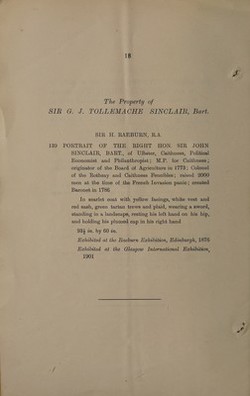 18
The Property of
SIR G. J. TOLLEMACHE SINCLAIR, Bart.
SIR H. RAEBURN, R.A.
149 PORTRAIT OF THE RIGHT HON. SIR JOHN
SINCLAIR, BART., of Ulbster, Caithness, Political
Economist and Philanthropist; M.P. for Caithness;
originator of the Board of Agriculture in 1773; Colonel
of the Rothsay and Caithness Fencibles; raised 2000
men at the time of the French Invasion panic; created
Baronet in 1786
In scarlet coat with yellow facings, white vest and
red sash, green tartan trews and plaid, wearing a sword,
standing in a landscape, resting his left hand on his hip,
and holding his plumed cap in his right hand
93½ in. by 60 in.
Exhibited at the Raeburn Exhibition, Edinburgh, 1876
Exhibited at the Glasgow International Exhibition,
1901